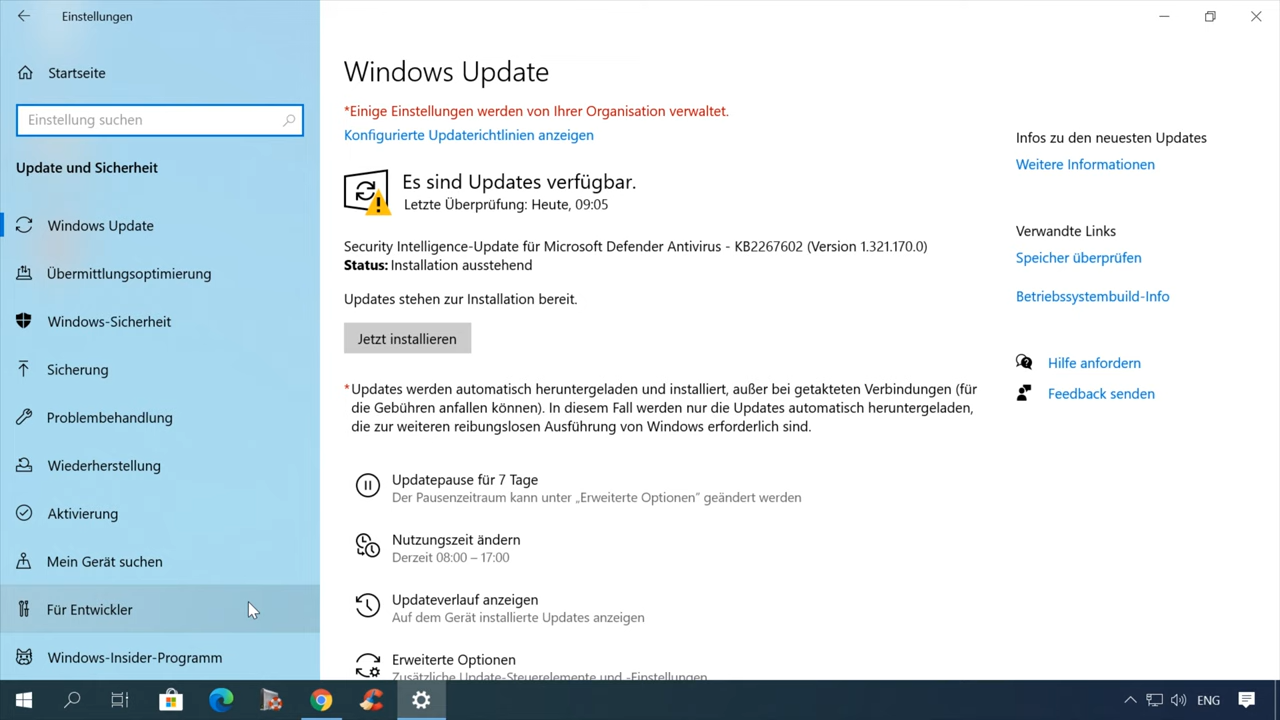 Einstellungen
Startseite
Einstellung suchen
Update und Sicherheit
Windows Update
Übermittlungsoptimierung
Windows-Sicherheit
Sicherung
Problembehandlung
Wiederherstellung
Aktivierung
Mein Gerät suchen
Für Entwickler
Windows-Insider-Programm
Windows Update
*Einige Einstellungen werden von Ihrer Organisation verwaltet.
Konfigurierte Updaterichtlinien anzeigen
Es sind Updates verfügbar.
Letzte Überprüfung: Heute, 09:05
Security Intelligence-Update für Microsoft Defender Antivirus - KB2267602 (Version 1.321.170.0)
Status: Installation ausstehend
Updates stehen zur Installation bereit.
Jetzt installieren
*Updates werden automatisch heruntergeladen und installiert, außer bei getakteten Verbindungen (für
die Gebühren anfallen können). In diesem Fall werden nur die Updates automatisch heruntergeladen,
die zur weiteren reibungslosen Ausführung von Windows erforderlich sind.
Updatepause für 7 Tage
Der Pausenzeitraum kann unter „Erweiterte Optionen“ geändert werden
Nutzungszeit ändern
Derzeit 08:00 – 17:00
Updateverlauf anzeigen
Auf dem Gerät installierte Updates anzeigen
Erweiterte Optionen
Zusätzliche Update-Steuerelemente und -Einstellungen
Infos zu den neuesten Updates
Weitere Informationen
Verwandte Links
Speicher überprüfen
Betriebssystembuild-Info
Hilfe anfordern
Feedback senden
ENG